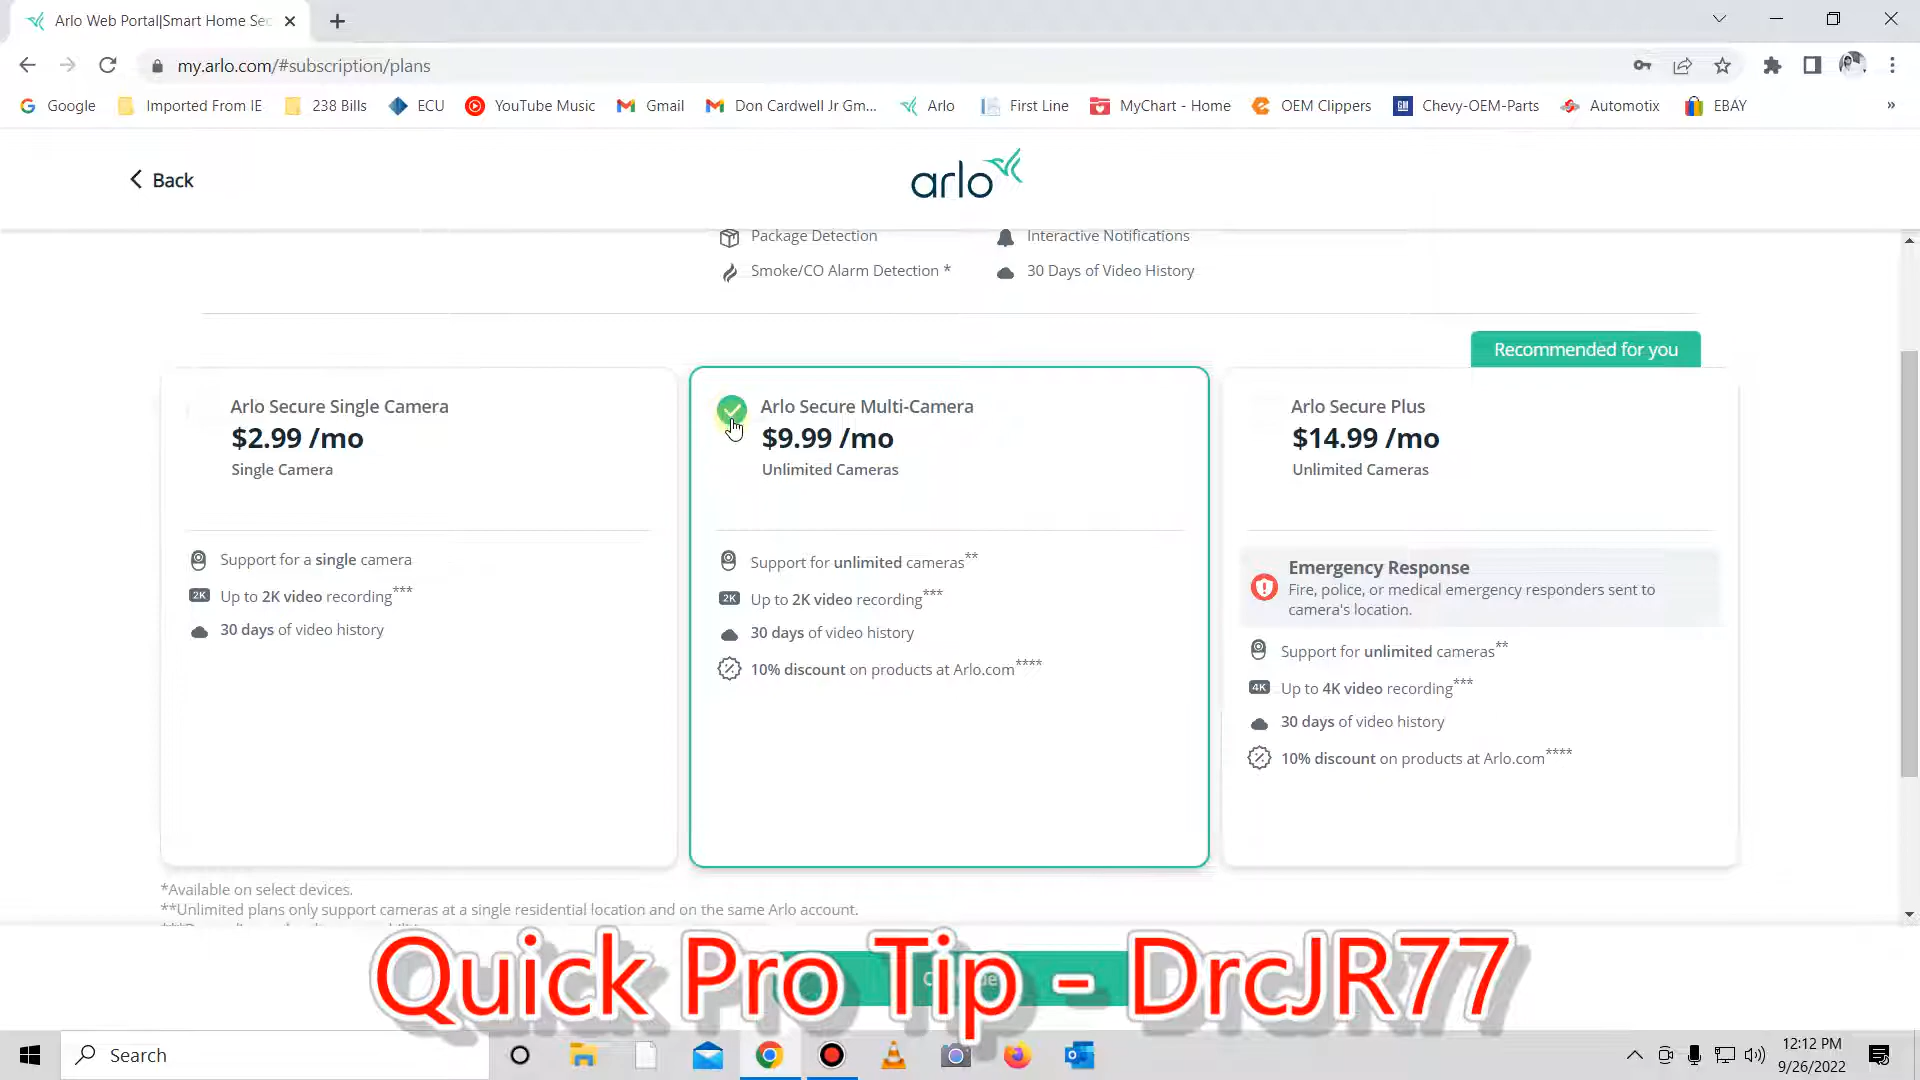 Arlo Web Portal|Smart Home Sec
my.arlo.com/#subscription/plans
Google Imported From IE 238 Bills ECU YouTube Music Gmail Don Cardwell Jr Gm... Arlo First Line MyChart - Home OEM Clippers Chevy-OEM-Parts Automotix EBAY »
Back
arlo
Package Detection Interactive Notifications
Smoke/CO Alarm Detection * 30 Days of Video History
Recommended for you
Arlo Secure Single Camera
$2.99 /mo
Single Camera
Support for a single camera
2K Up to 2K video recording***
30 days of video history
Arlo Secure Multi-Camera
$9.99 /mo
Unlimited Cameras
Support for unlimited cameras**
2K Up to 2K video recording***
30 days of video history
10% discount on products at Arlo.com****
Arlo Secure Plus
$14.99 /mo
Unlimited Cameras
Emergency Response
Fire, police, or medical emergency responders sent to
camera's location.
Support for unlimited cameras**
4K Up to 4K video recording***
30 days of video history
10% discount on products at Arlo.com****
*Available on select devices.
**Unlimited plans only support cameras at a single residential location and on the same Arlo account.
Quick Pro Tip - DrcJR77
Search
12:12 PM
9/26/2022